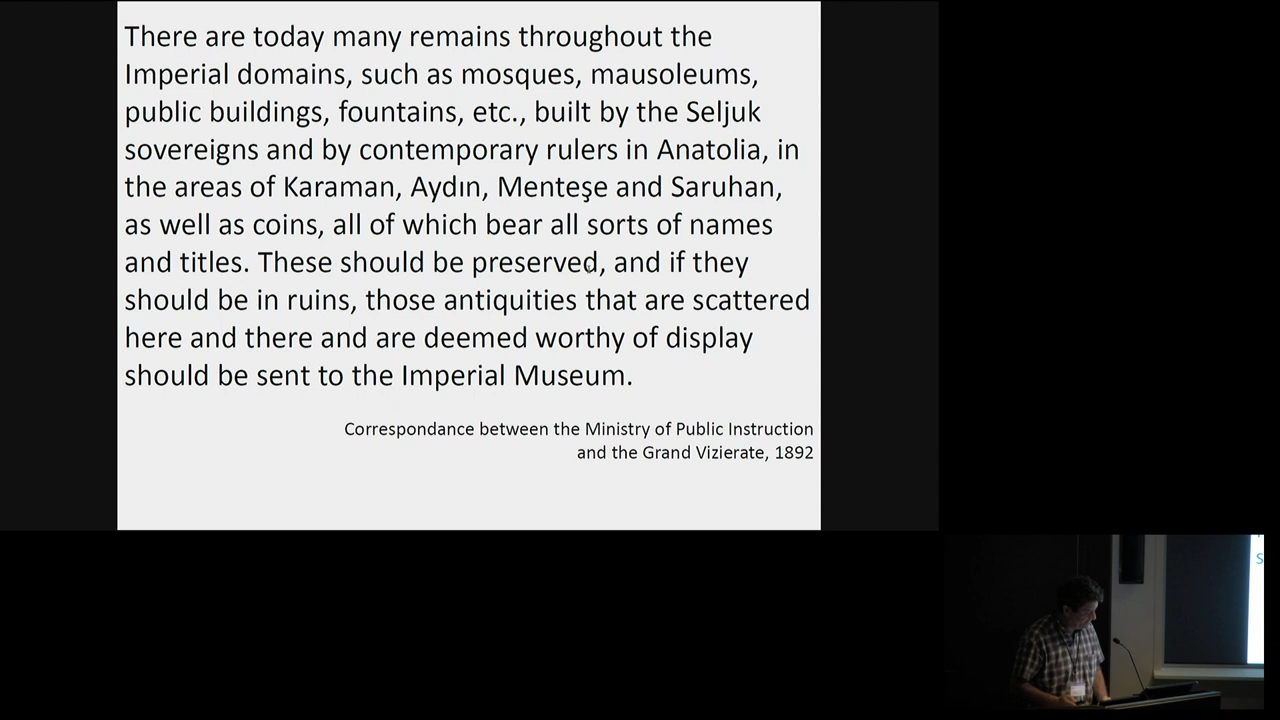 There are today many remains throughout the
Imperial domains, such as mosques, mausoleums,
public buildings, fountains, etc., built by the Seljuk
sovereigns and by contemporary rulers in Anatolia, in
the areas of Karaman, Aydın, Menteşe and Saruhan,
as well as coins, all of which bear all sorts of names
and titles. These should be preserved, and if they
should be in ruins, those antiquities that are scattered
here and there and are deemed worthy of display
should be sent to the Imperial Museum.
Correspondance between the Ministry of Public Instruction
and the Grand Vizierate, 1892